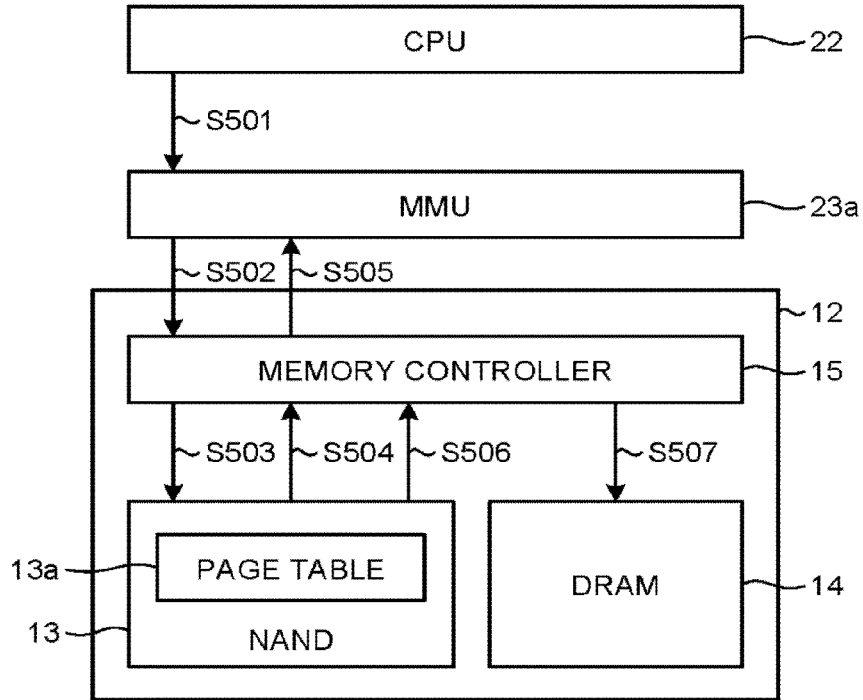 CPU
22
S501
MMU
23a
S502
S505
12
MEMORY CONTROLLER
15
S503
S504
S506
S507
13a
PAGE TABLE
DRAM
14
13
NAND